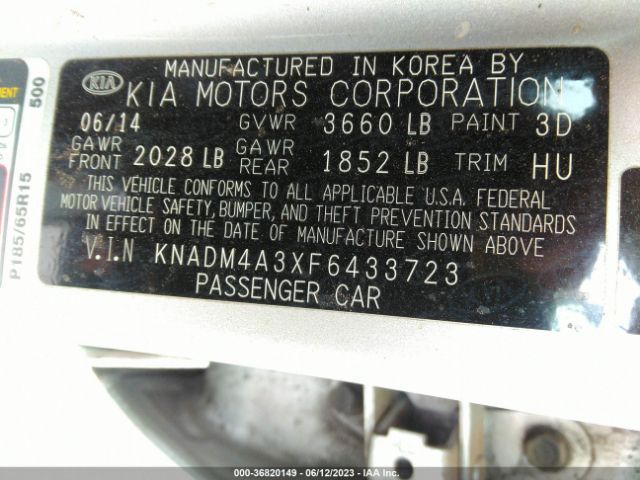 KIA
MANUFACTURED IN KOREA BY
KIA MOTORS CORPORATION
06/14 GVWR 3660 LB PAINT 3D
GAWR FRONT 2028 LB GAWR REAR 1852 LB TRIM HU
THIS VEHICLE CONFORMS TO ALL APPLICABLE U.S.A. FEDERAL
MOTOR VEHICLE SAFETY, BUMPER, AND THEFT PREVENTION STANDARDS
IN EFFECT ON THE DATE OF MANUFACTURE SHOWN ABOVE
V.I.N KNADM4A3XF6433723
PASSENGER CAR
500
P185/65R15
000-36820149 - 06/12/2023 - IAAI.COM